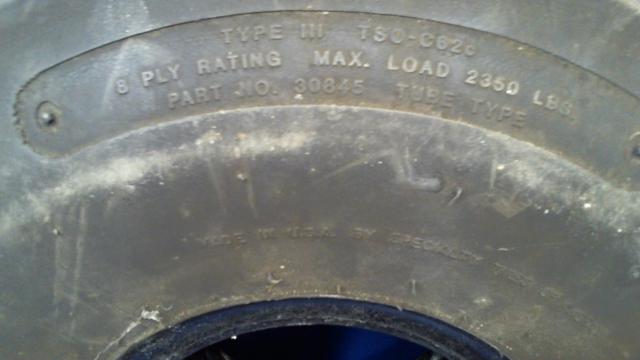 TYPE III TSO-C62c
8 PLY RATING MAX. LOAD 2350 LBS.
PART NO. 30845 TUBE TYPE
MADE IN U.S.A. BY SPECIALTY TIRE